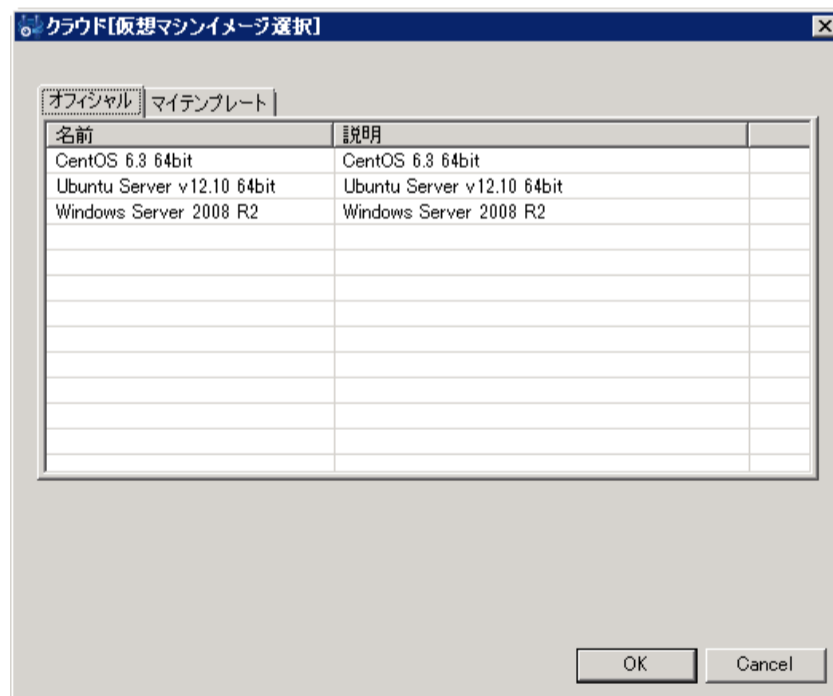 クラウド[仮想マシンイメージ選択]
オフィシャル マイテンプレート
名前 説明
CentOS 6.3 64bit CentOS 6.3 64bit
Ubuntu Server v12.10 64bit Ubuntu Server v12.10 64bit
Windows Server 2008 R2 Windows Server 2008 R2
OK Cancel